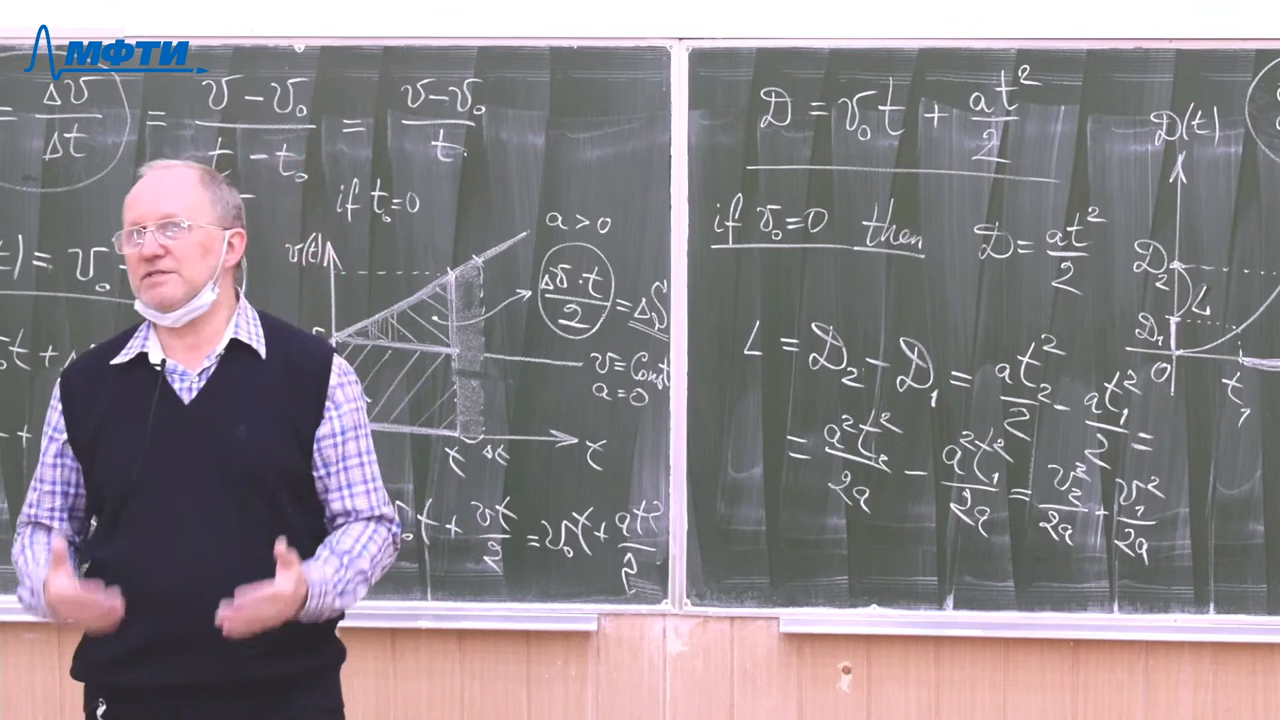 МФТИ
= Δv/Δt = (v - v₀)/(t - t₀) = (v - v₀)/t
if t₀=0
a > 0
v(t)
(Δv·t)/2 = ΔS
v = Const
a = 0
t Δt t
v₀t + vt/2 = v₀t + at²/2
D = v₀t + at²/2
if v₀=0 then D = at²/2
L = D₂ - D₁ = at₂²/2 - at₁²/2 =
= a²t₂²/2a - a²t₁²/2a = v₂²/2a + v₁²/2a
D(t)
D₂
L
D₁
0 t₁